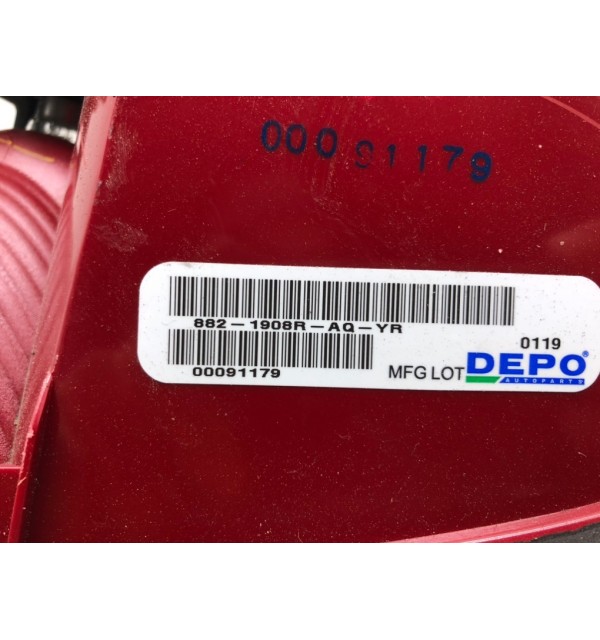 00091179
882-1908R-AQ-YR
0119
00091179
MFG LOT
DEPO®
AUTOPARTS